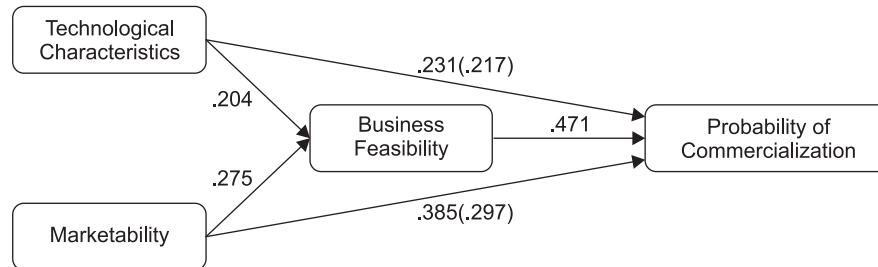 Technological
Characteristics
.231(.217)
.204
Business
Feasibility
.471
Probability of
Commercialization
.275
.385(.297)
Marketability